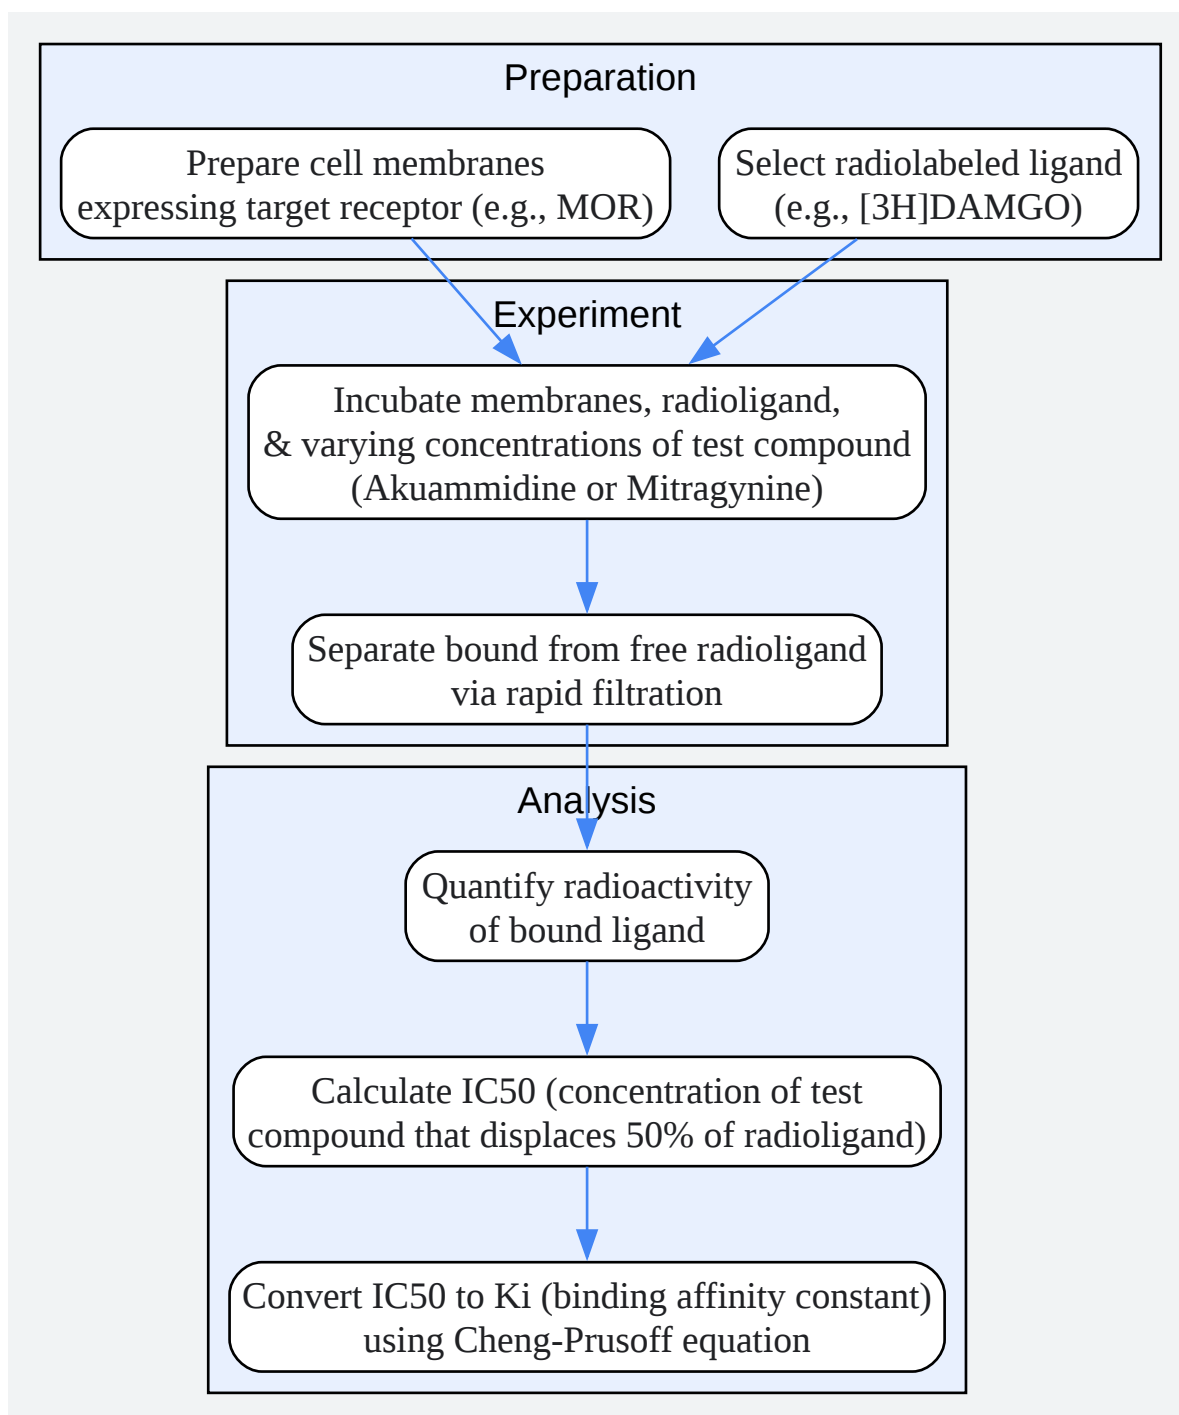 Preparation
Prepare cell membranes
expressing target receptor (e.g., MOR)
Select radiolabeled ligand
(e.g., [3H]DAMGO)
Experiment
Incubate membranes, radioligand,
& varying concentrations of test compound
(Akuammidine or Mitragynine)
Separate bound from free radioligand
via rapid filtration
Analysis
Quantify radioactivity
of bound ligand
Calculate IC50 (concentration of test
compound that displaces 50% of radioligand)
Convert IC50 to Ki (binding affinity constant)
using Cheng-Prusoff equation